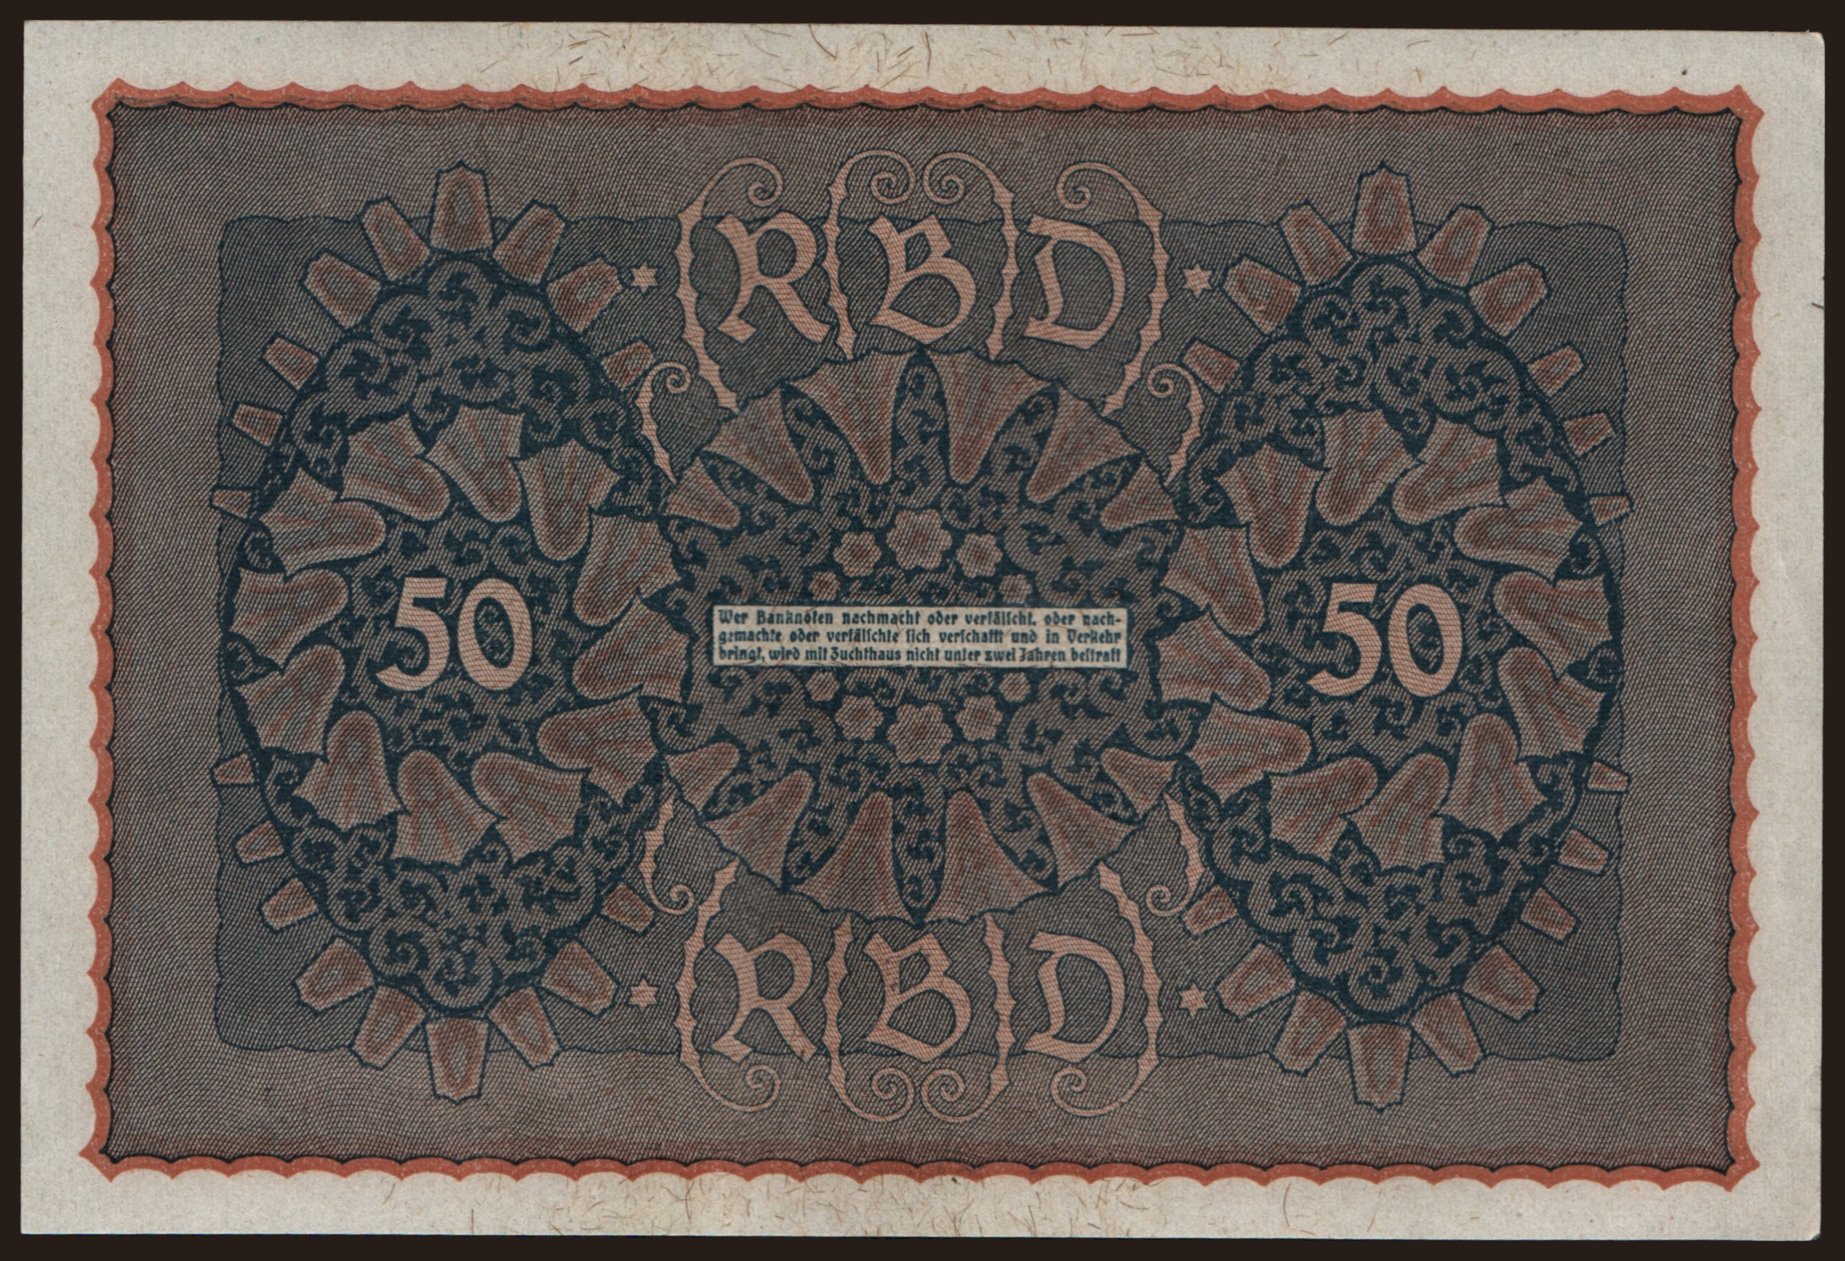 RBD
50 50
Wer Banknoten nachmacht oder verfälscht, oder nach-
gemachte oder verfälschte sich verschafft und in Verkehr
bringt, wird mit Zuchthaus nicht unter zwei Jahren bestraft
RBD